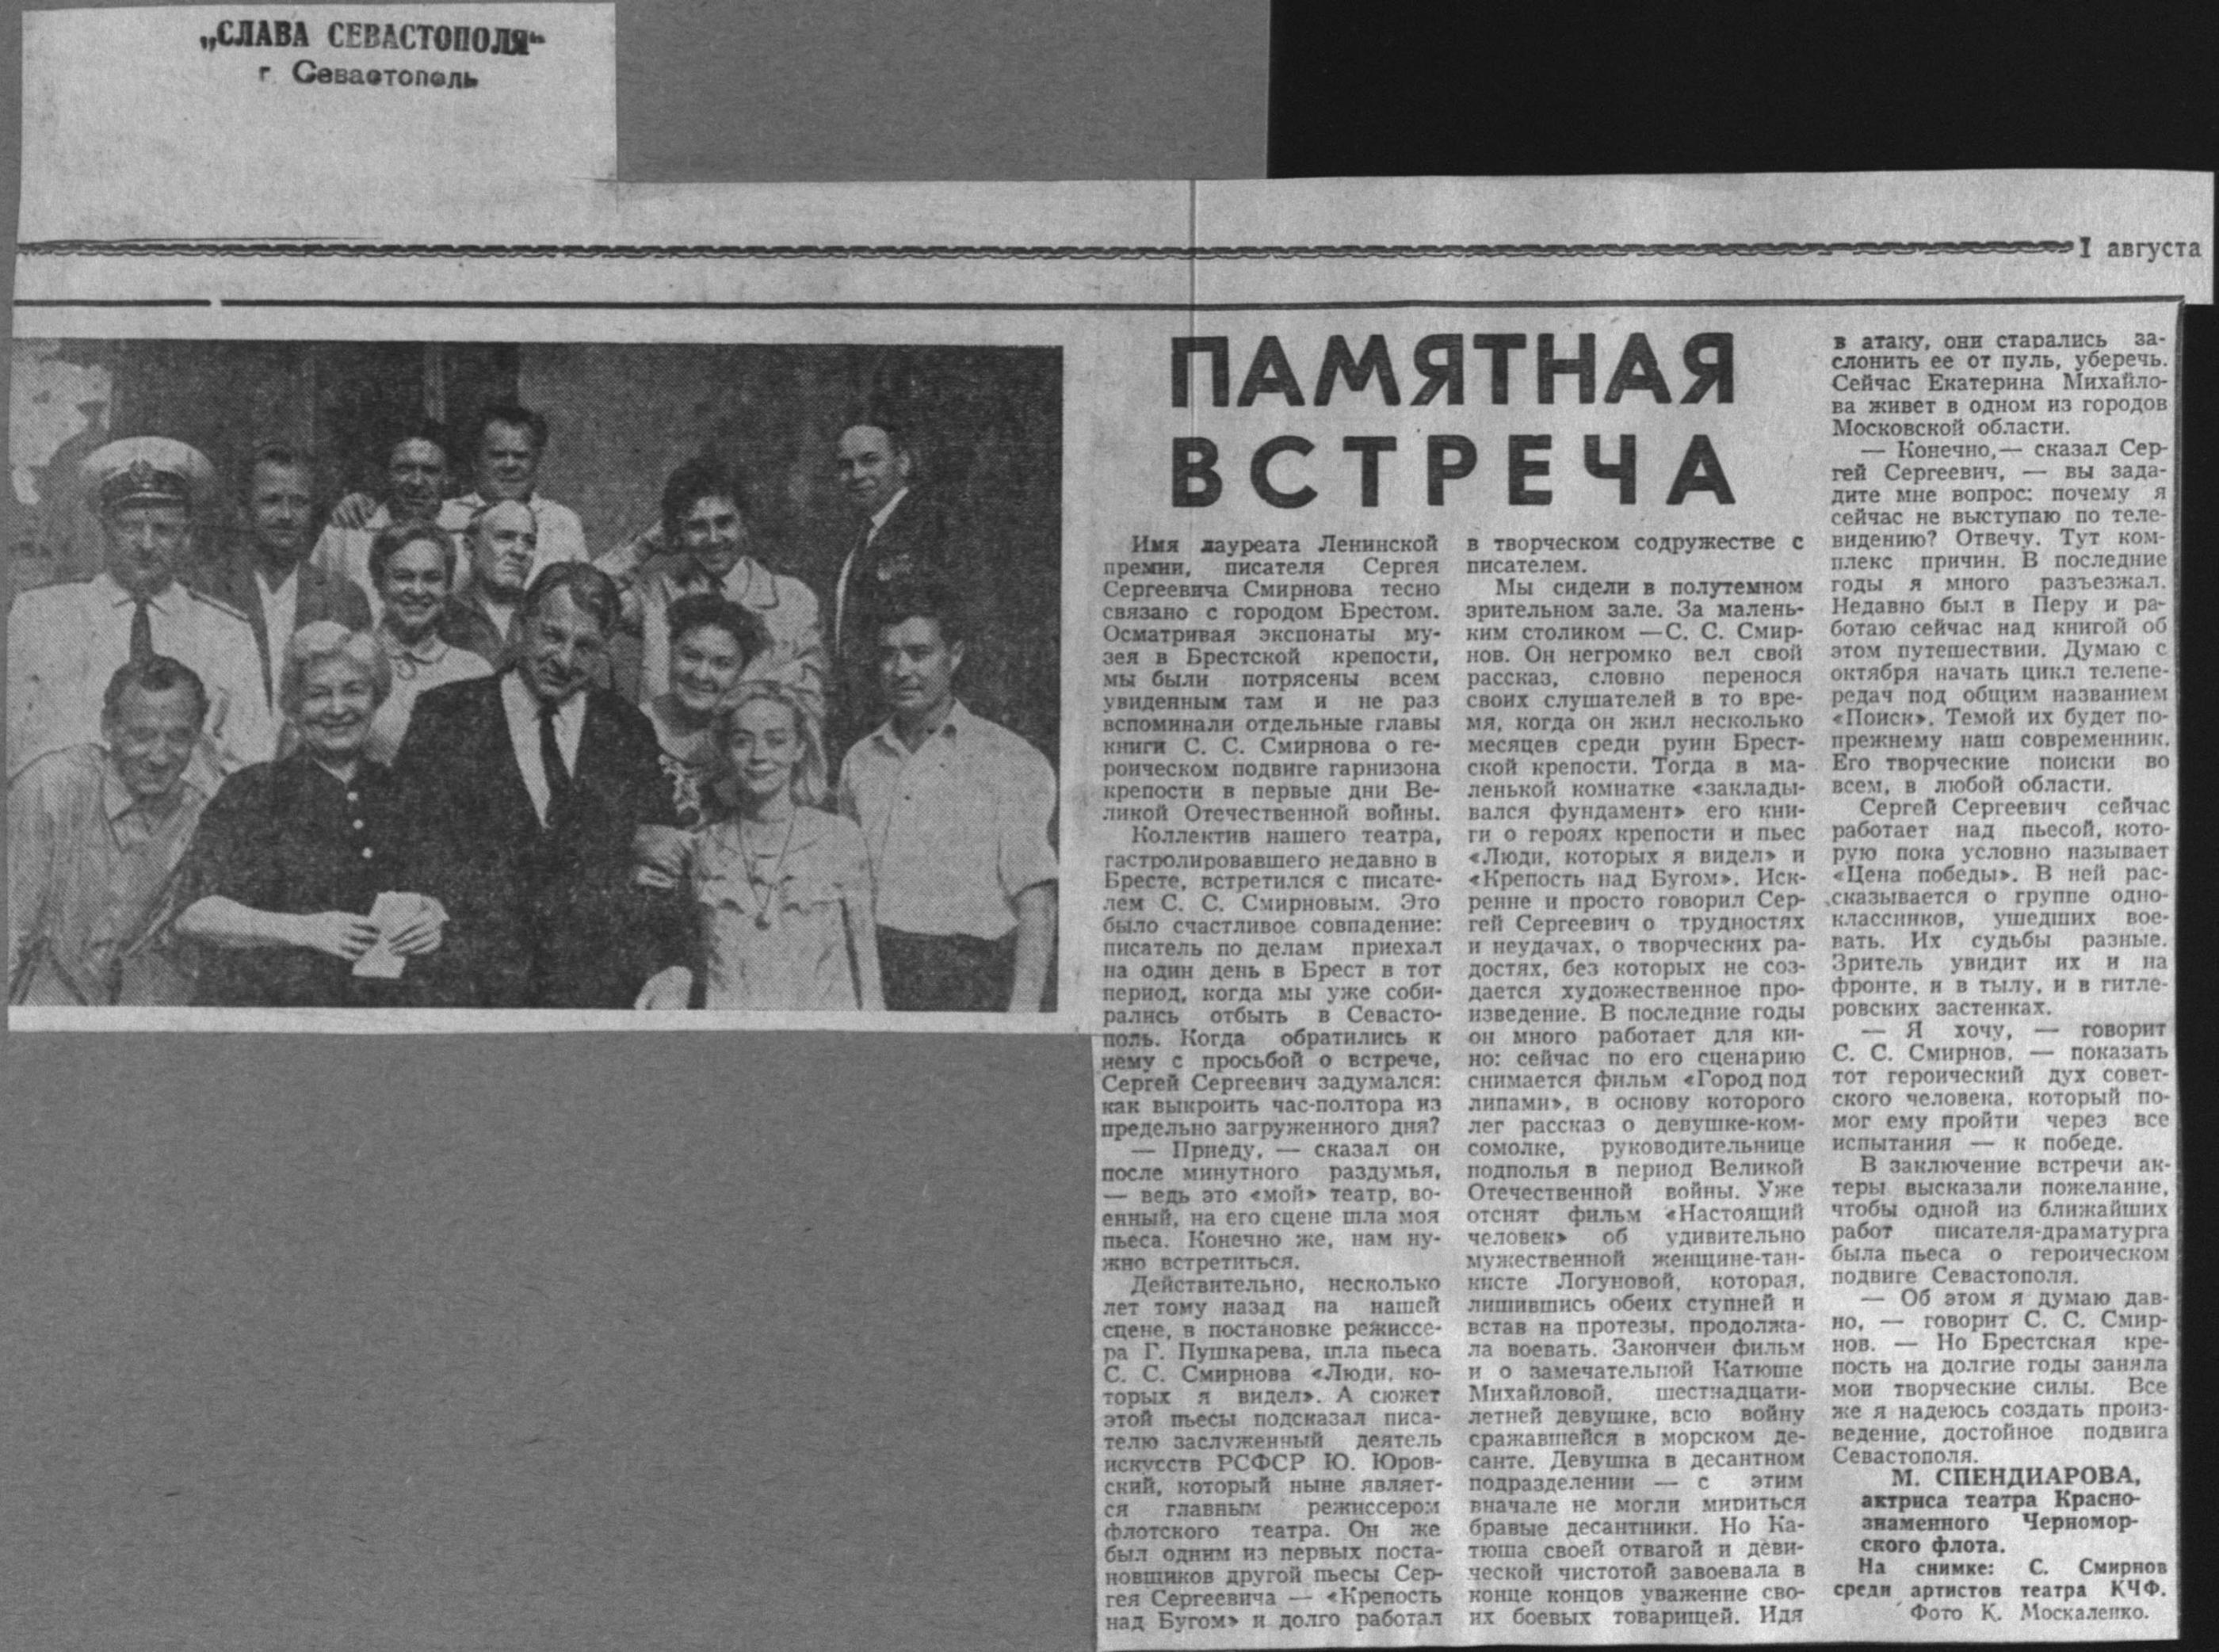 „СЛАВА СЕВАСТОПОЛЯ“
г. Севастополь
1 августа
ПАМЯТНАЯ
ВСТРЕЧА
Имя лауреата Ленинской
премии, писателя Сергея
Сергеевича Смирнова тесно
связано с городом Брестом.
Осматривая экспонаты му-
зея в Брестской крепости,
мы были потрясены всем
увиденным там и не раз
вспоминали отдельные главы
книги С. С. Смирнова о ге-
роическом подвиге гарнизона
крепости в первые дни Ве-
ликой Отечественной войны.
Коллектив нашего театра,
гастролировавшего недавно в
Бресте, встретился с писате-
лем С. С. Смирновым. Это
было счастливое совпадение:
писатель по делам приехал
на один день в Брест в тот
период, когда мы уже соби-
рались отбыть в Севасто-
поль. Когда обратились к
нему с просьбой о встрече,
Сергей Сергеевич задумался:
как выкроить час-полтора из
предельно загруженного дня?
— Приеду, — сказал он
после минутного раздумья,
— ведь это «мой» театр, во-
енный, на его сцене шла моя
пьеса. Конечно же, нам ну-
жно встретиться.
Действительно, несколько
лет тому назад на нашей
сцене, в постановке режиссе-
ра Г. Пушкарева, шла пьеса
С. С. Смирнова «Люди, ко-
торых я видел». А сюжет
этой пьесы подсказал писа-
телю заслуженный деятель
искусств РСФСР Ю. Юров-
ский, который ныне являет-
ся главным режиссером
флотского театра. Он же
был одним из первых поста-
новщиков другой пьесы Сер-
гея Сергеевича — «Крепость
над Бугом» и долго работал
в творческом содружестве с
писателем.
Мы сидели в полутемном
зрительном зале. За малень-
ким столиком —С. С. Смир-
нов. Он негромко вел свой
рассказ, словно перенося
своих слушателей в то вре-
мя, когда он жил несколько
месяцев среди руин Брест-
ской крепости. Тогда в ма-
ленькой комнатке «заклады-
вался фундамент» его кни-
ги о героях крепости и пьес
«Люди, которых я видел» и
«Крепость над Бугом». Иск-
ренне и просто говорил Сер-
гей Сергеевич о трудностях
и неудачах, о творческих ра-
достях, без которых не соз-
дается художественное про-
изведение. В последние годы
он много работает для ки-
но: сейчас по его сценарию
снимается фильм «Город под
липами», в основу которого
лег рассказ о девушке-ком-
сомолке, руководительнице
подполья в период Великой
Отечественной войны. Уже
отснят фильм «Настоящий
человек» об удивительно
мужественной женщине-тан-
кисте Логуновой, которая,
лишившись обеих ступней и
встав на протезы, продолжа-
ла воевать. Закончен фильм
и о замечательной Катюше
Михайловой, шестнадцати-
летней девушке, всю войну
сражавшейся в морском де-
санте. Девушка в десантном
подразделении — с этим
вначале не могли мириться
бравые десантники. Но Ка-
тюша своей отвагой и деви-
ческой чистотой завоевала в
конце концов уважение сво-
их боевых товарищей. Идя
в атаку, они старались за-
слонить ее от пуль, уберечь.
Сейчас Екатерина Михайло-
ва живет в одном из городов
Московской области.
— Конечно,— сказал Сер-
гей Сергеевич, — вы зада-
дите мне вопрос: почему я
сейчас не выступаю по теле-
видению? Отвечу. Тут ком-
плекс причин. В последние
годы я много разъезжал.
Недавно был в Перу и ра-
ботаю сейчас над книгой об
этом путешествии. Думаю с
октября начать цикл телепе-
редач под общим названием
«Поиск». Темой их будет по-
прежнему наш современник.
Его творческие поиски во
всем, в любой области.
Сергей Сергеевич сейчас
работает над пьесой, кото-
рую пока условно называет
«Цена победы». В ней рас-
сказывается о группе одно-
классников, ушедших вое-
вать. Их судьбы разные.
Зритель увидит их и на
фронте, и в тылу, и в гитле-
ровских застенках.
— Я хочу, — говорит
С. С. Смирнов, — показать
тот героический дух совет-
ского человека, который по-
мог ему пройти через все
испытания — к победе.
В заключение встречи ак-
теры высказали пожелание,
чтобы одной из ближайших
работ писателя-драматурга
была пьеса о героическом
подвиге Севастополя.
— Об этом я думаю дав-
но, — говорит С. С. Смир-
нов. — Но Брестская кре-
пость на долгие годы заняла
мои творческие силы. Все
же я надеюсь создать произ-
ведение, достойное подвига
Севастополя.
М. СПЕНДИАРОВА,
актриса театра Красно-
знаменного Черномор-
ского флота.
На снимке: С. Смирнов
среди артистов театра КЧФ.
Фото К. Москаленко.